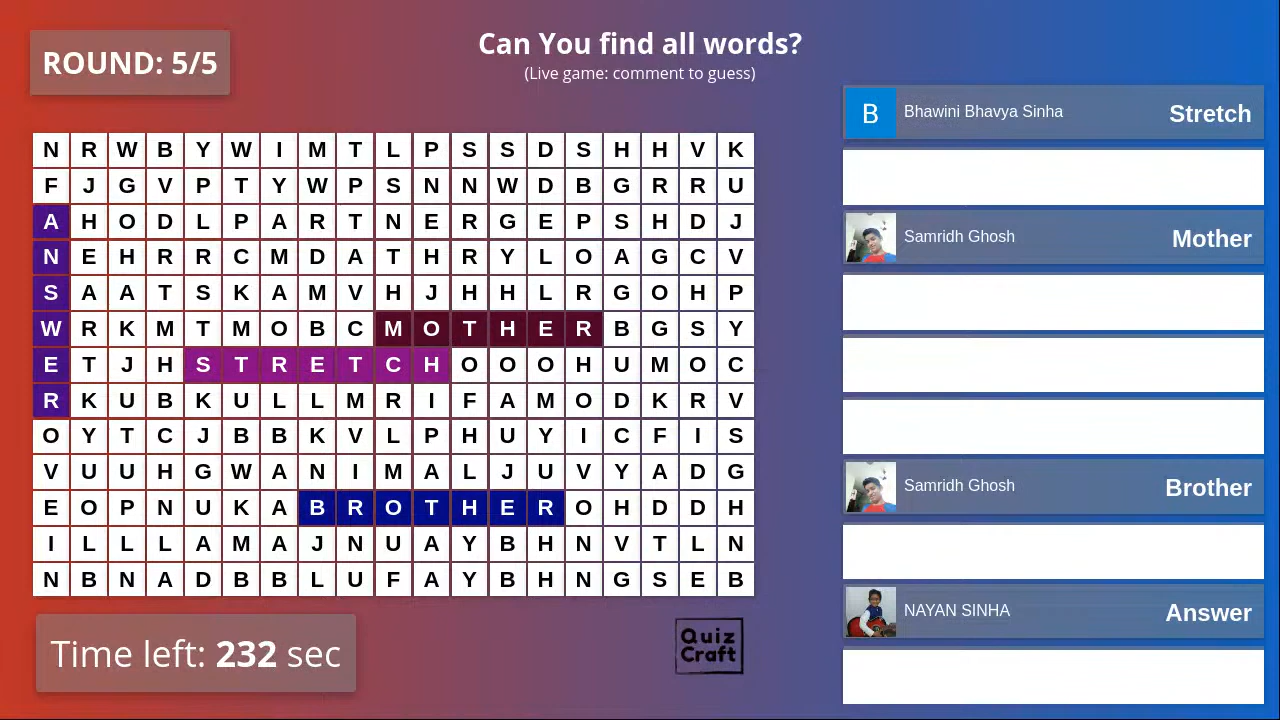 ROUND: 5/5
Can You find all words?
(Live game: comment to guess)
N R W B Y W I M T L P S S D S H H V K
F J G V P T Y W P S N N W D B G R R U
A H O D L P A R T N E R G E P S H D J
N E H R R C M D A T H R Y L O A G C V
S A A T S K A M V H J H H L R G O H P
W R K M T M O B C M O T H E R B G S Y
E T J H S T R E T C H O O O H U M O C
R K U B K U L L M R I F A M O D K R V
O Y T C J B B K V L P H U Y I C F I S
V U U H G W A N I M A L J U V Y A D G
E O P N U K A B R O T H E R O H D D H
I L L L A M A J N U A Y B H N V T L N
N B N A D B B L U F A Y B H N G S E B
Time left: 232 sec
Quiz
Craft
B Bhawini Bhavya Sinha Stretch
Samridh Ghosh Mother
Samridh Ghosh Brother
NAYAN SINHA Answer